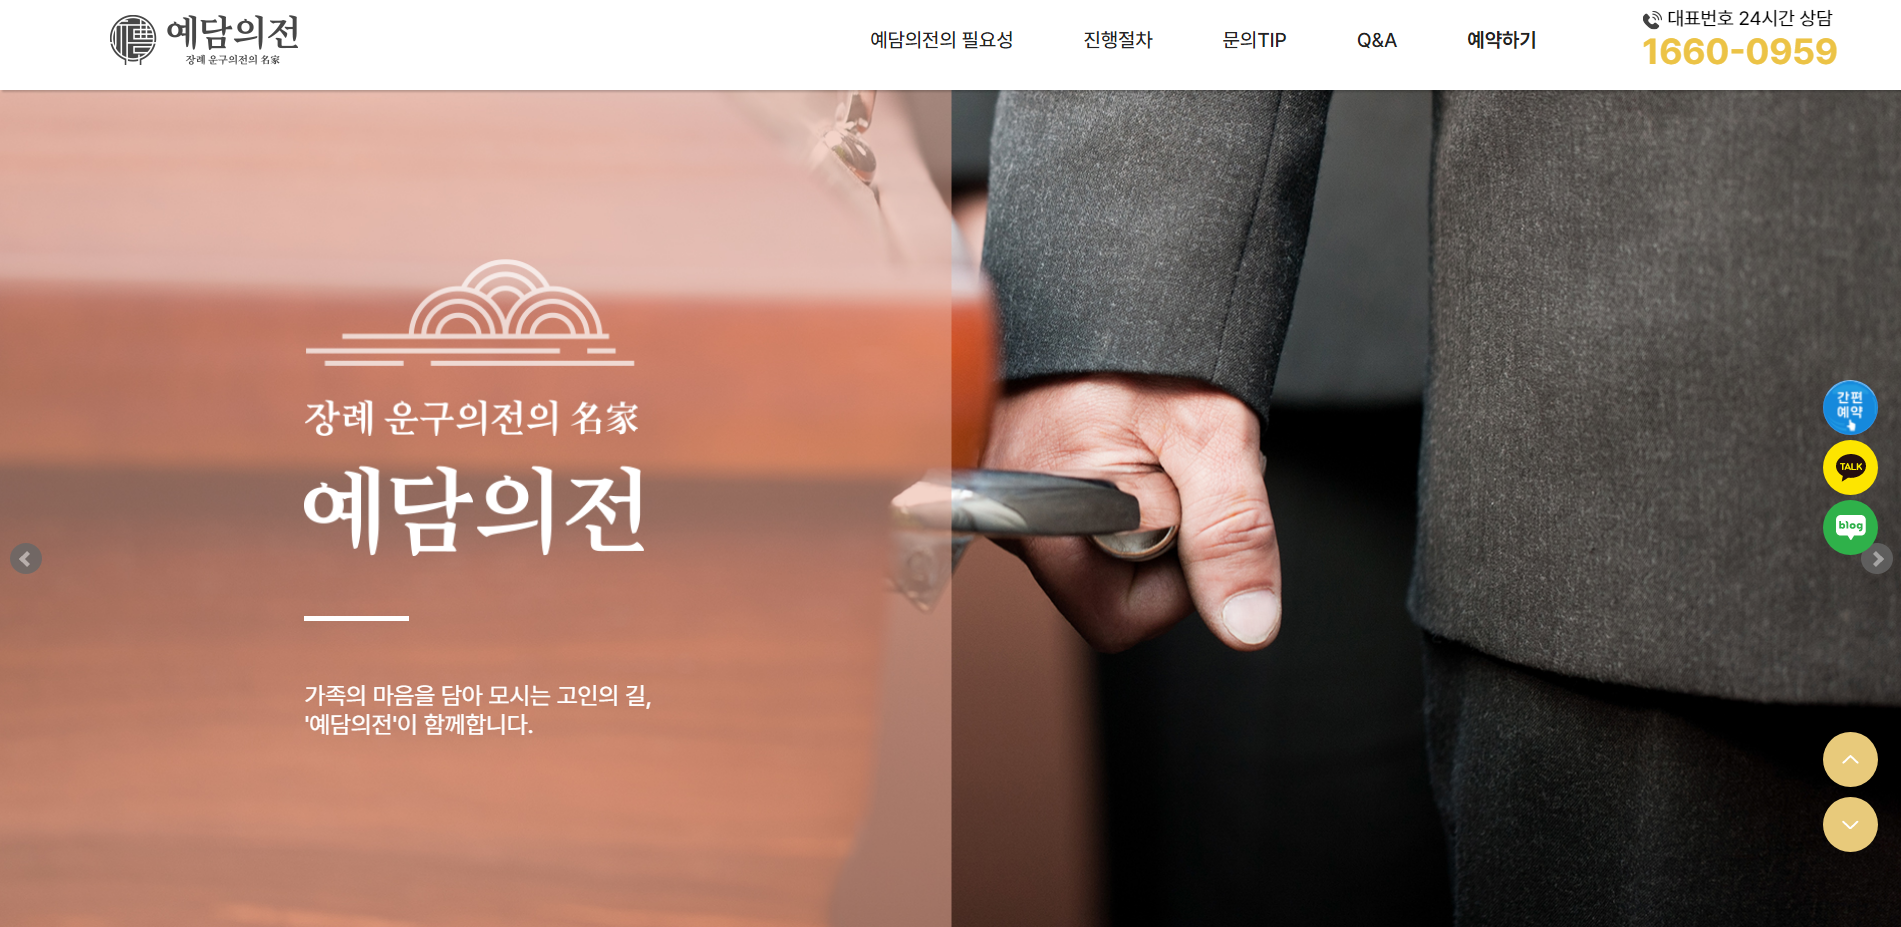 예담의전
장례 운구의전의 名家
예담의전의 필요성
진행절차
문의TIP
Q&A
예약하기
대표번호 24시간 상담
1660-0959
장례 운구의전의 名家
예담의전
가족의 마음을 담아 모시는 고인의 길,
'예담의전'이 함께합니다.
간편
예약
TALK
blog